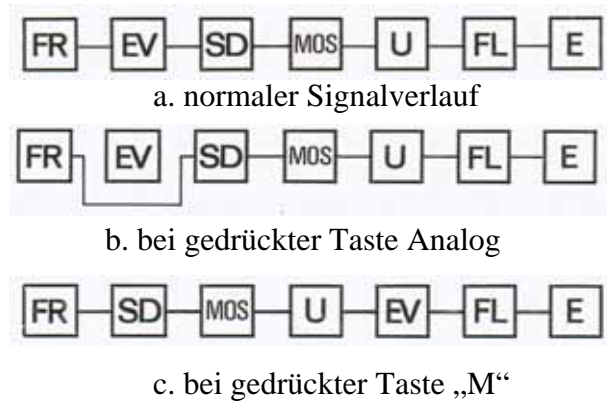 FR EV SD MOS U FL E
a. normaler Signalverlauf
FR EV SD MOS U FL E
b. bei gedrückter Taste Analog
FR SD MOS U EV FL E
c. bei gedrückter Taste „M“